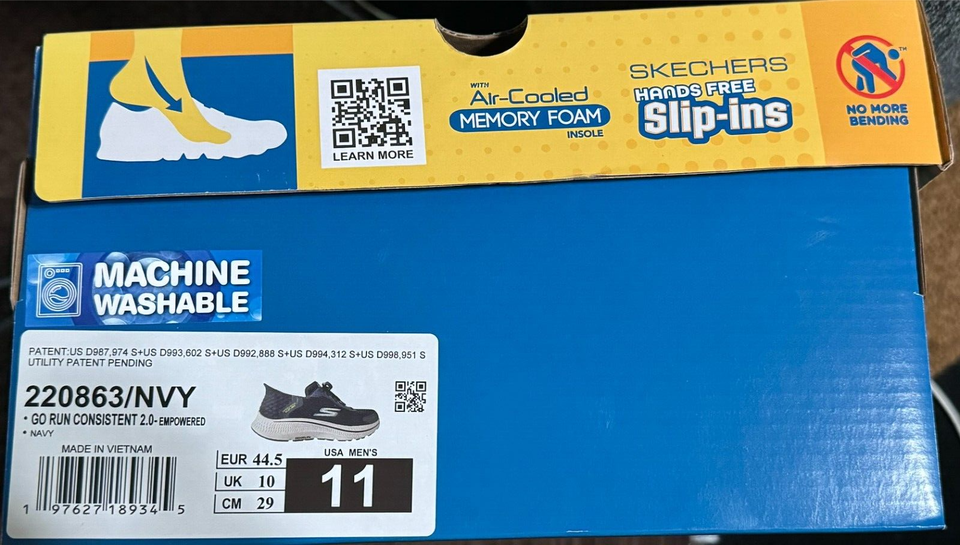 LEARN MORE
WITH
Air-Cooled
MEMORY FOAM
INSOLE
SKECHERS
HANDS FREE
Slip-ins
TM
NO MORE
BENDING
MACHINE
WASHABLE
PATENT:US D987,974 S+US D993,602 S+US D992,888 S+US D994,312 S+US D998,951 S
UTILITY PATENT PENDING
220863/NVY
• GO RUN CONSISTENT 2.0-EMPOWERED
• NAVY
MADE IN VIETNAM
1 97627 18934 5
EUR 44.5
UK 10
CM 29
USA MEN'S
11